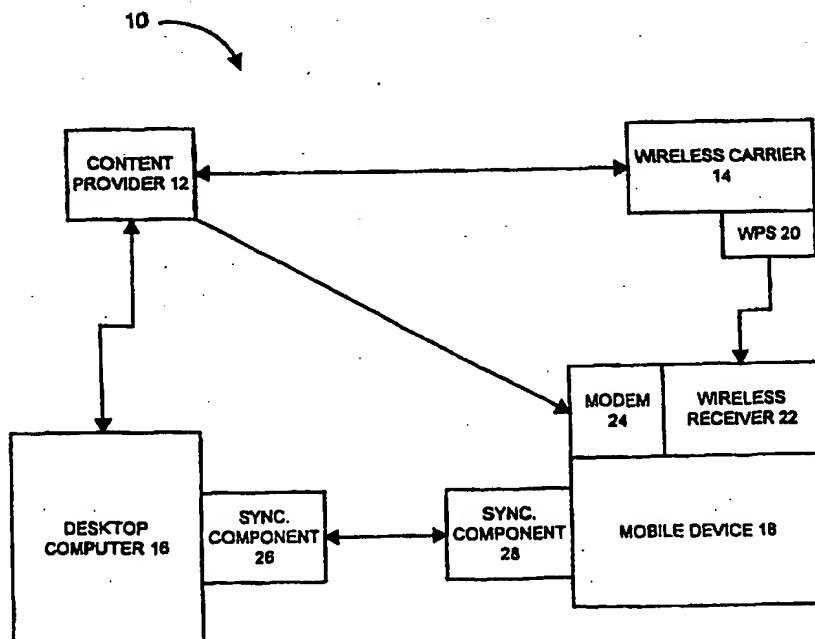 10
CONTENT
PROVIDER 12
WIRELESS CARRIER
14
WPS 20
MODEM
24
WIRELESS
RECEIVER 22
DESKTOP
COMPUTER 16
SYNC.
COMPONENT
26
SYNC.
COMPONENT
28
MOBILE DEVICE 18